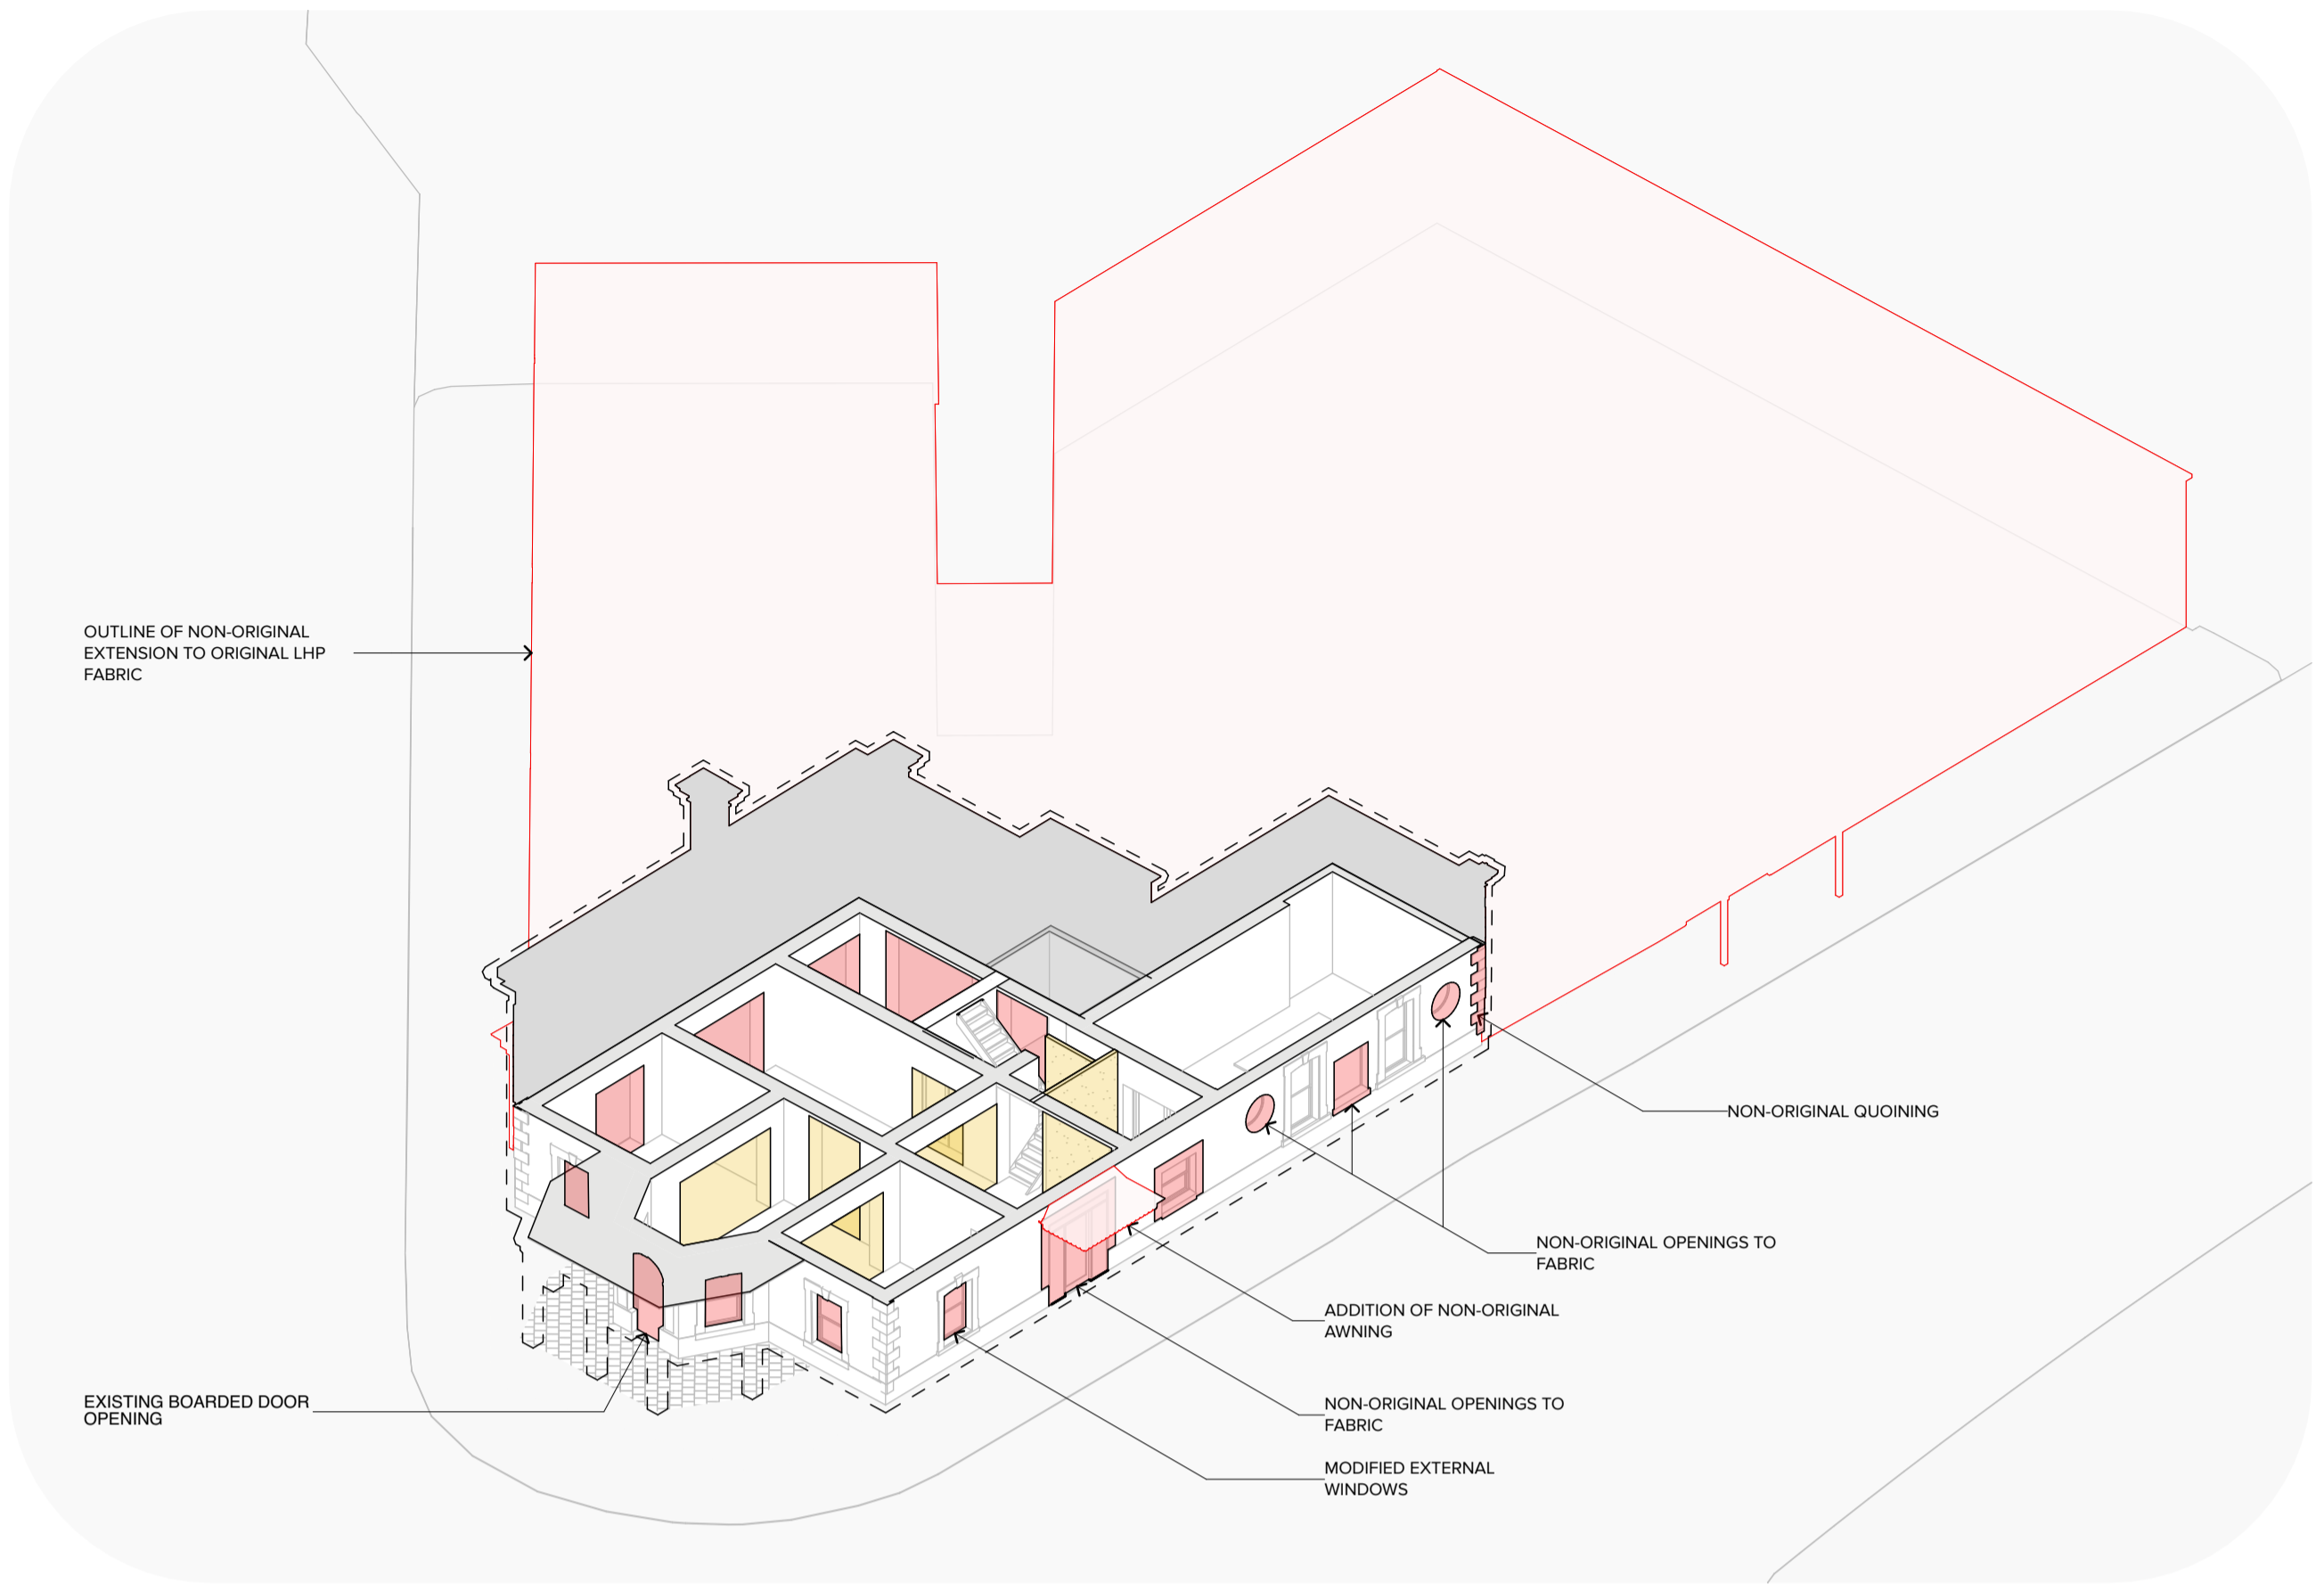 OUTLINE OF NON-ORIGINAL
EXTENSION TO ORIGINAL LHP
FABRIC
NON-ORIGINAL QUOINING
NON-ORIGINAL OPENINGS TO
FABRIC
ADDITION OF NON-ORIGINAL
AWNING
EXISTING BOARDED DOOR
OPENING
NON-ORIGINAL OPENINGS TO
FABRIC
MODIFIED EXTERNAL
WINDOWS